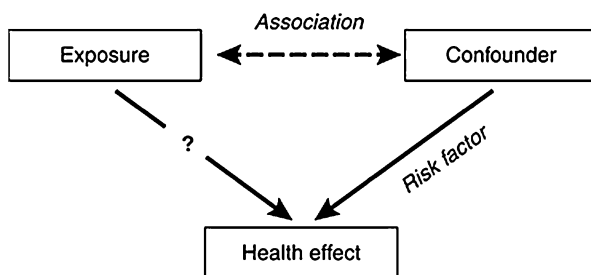 Association
Exposure
Confounder
?
Risk factor
Health effect